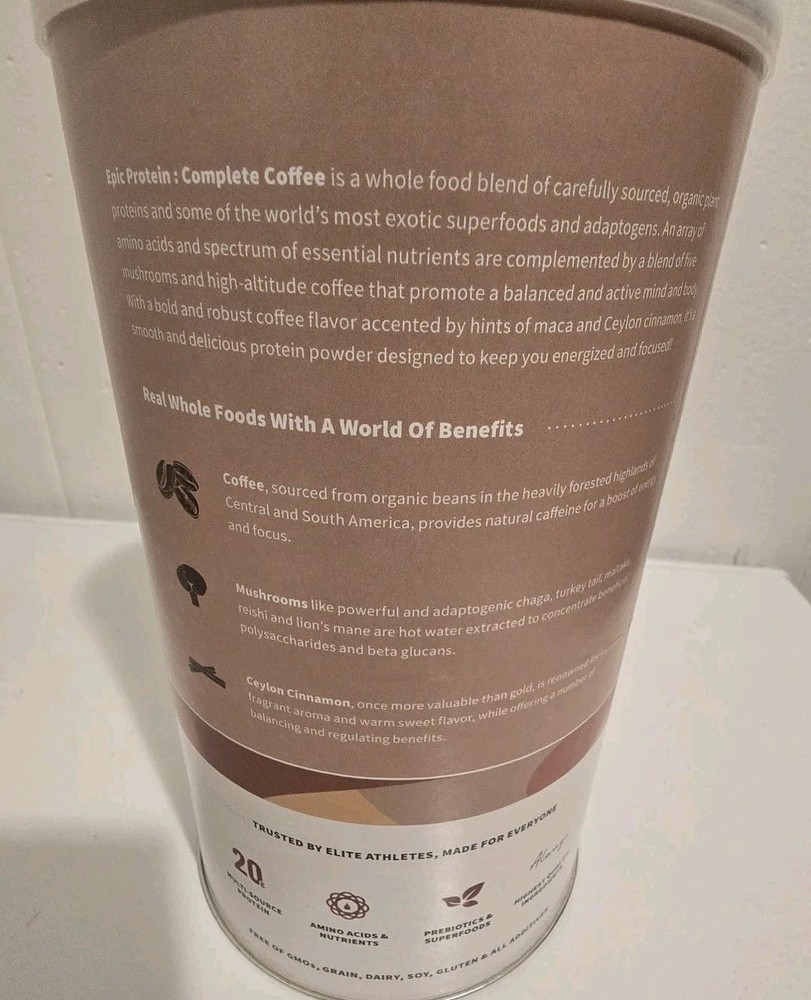 Epic Protein : Complete Coffee is a whole food blend of carefully sourced, organic plant
proteins and some of the world's most exotic superfoods and adaptogens. An array of
amino acids and spectrum of essential nutrients are complemented by a blend of five
mushrooms and high-altitude coffee that promote a balanced and active mind and body.
With a bold and robust coffee flavor accented by hints of maca and Ceylon cinnamon, it's a
smooth and delicious protein powder designed to keep you energized and focused!
Real Whole Foods With A World Of Benefits
Coffee, sourced from organic beans in the heavily forested highlands of
Central and South America, provides natural caffeine for a boost of energy
and focus.
Mushrooms like powerful and adaptogenic chaga, turkey tail, maitake,
reishi and lion's mane are hot water extracted to concentrate beneficial
polysaccharides and beta glucans.
Ceylon Cinnamon, once more valuable than gold, is renowned
fragrant aroma and warm sweet flavor, while offering a number of
balancing and regulating benefits.
TRUSTED BY ELITE ATHLETES, MADE FOR EVERYONE
20g
MULTI-SOURCE
PROTEIN
AMINO ACIDS &
NUTRIENTS
PREBIOTICS &
SUPERFOODS
Always
HIGHEST QUALITY
INGREDIENTS
FREE OF GMOs, GRAIN, DAIRY, SOY, GLUTEN & ALL ADDITIVES